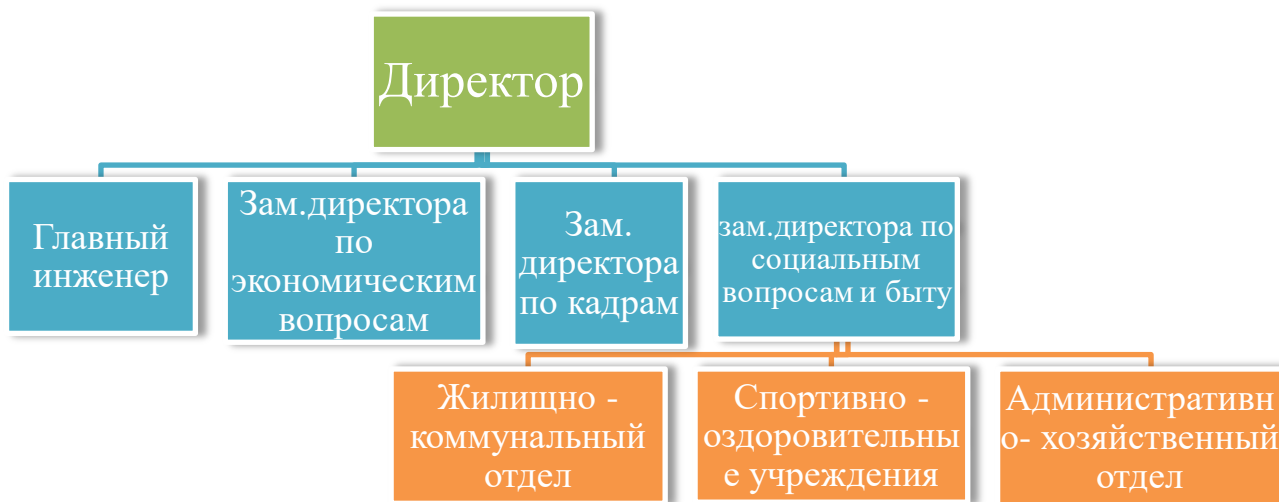 Директор
Главный
инженер
Зам.директора
по
экономическим
вопросам
Зам.
директора
по кадрам
зам.директора по
социальным
вопросам и быту
Жилищно -
коммунальный
отдел
Спортивно -
оздоровительны
е учреждения
Административн
о- хозяйственный
отдел